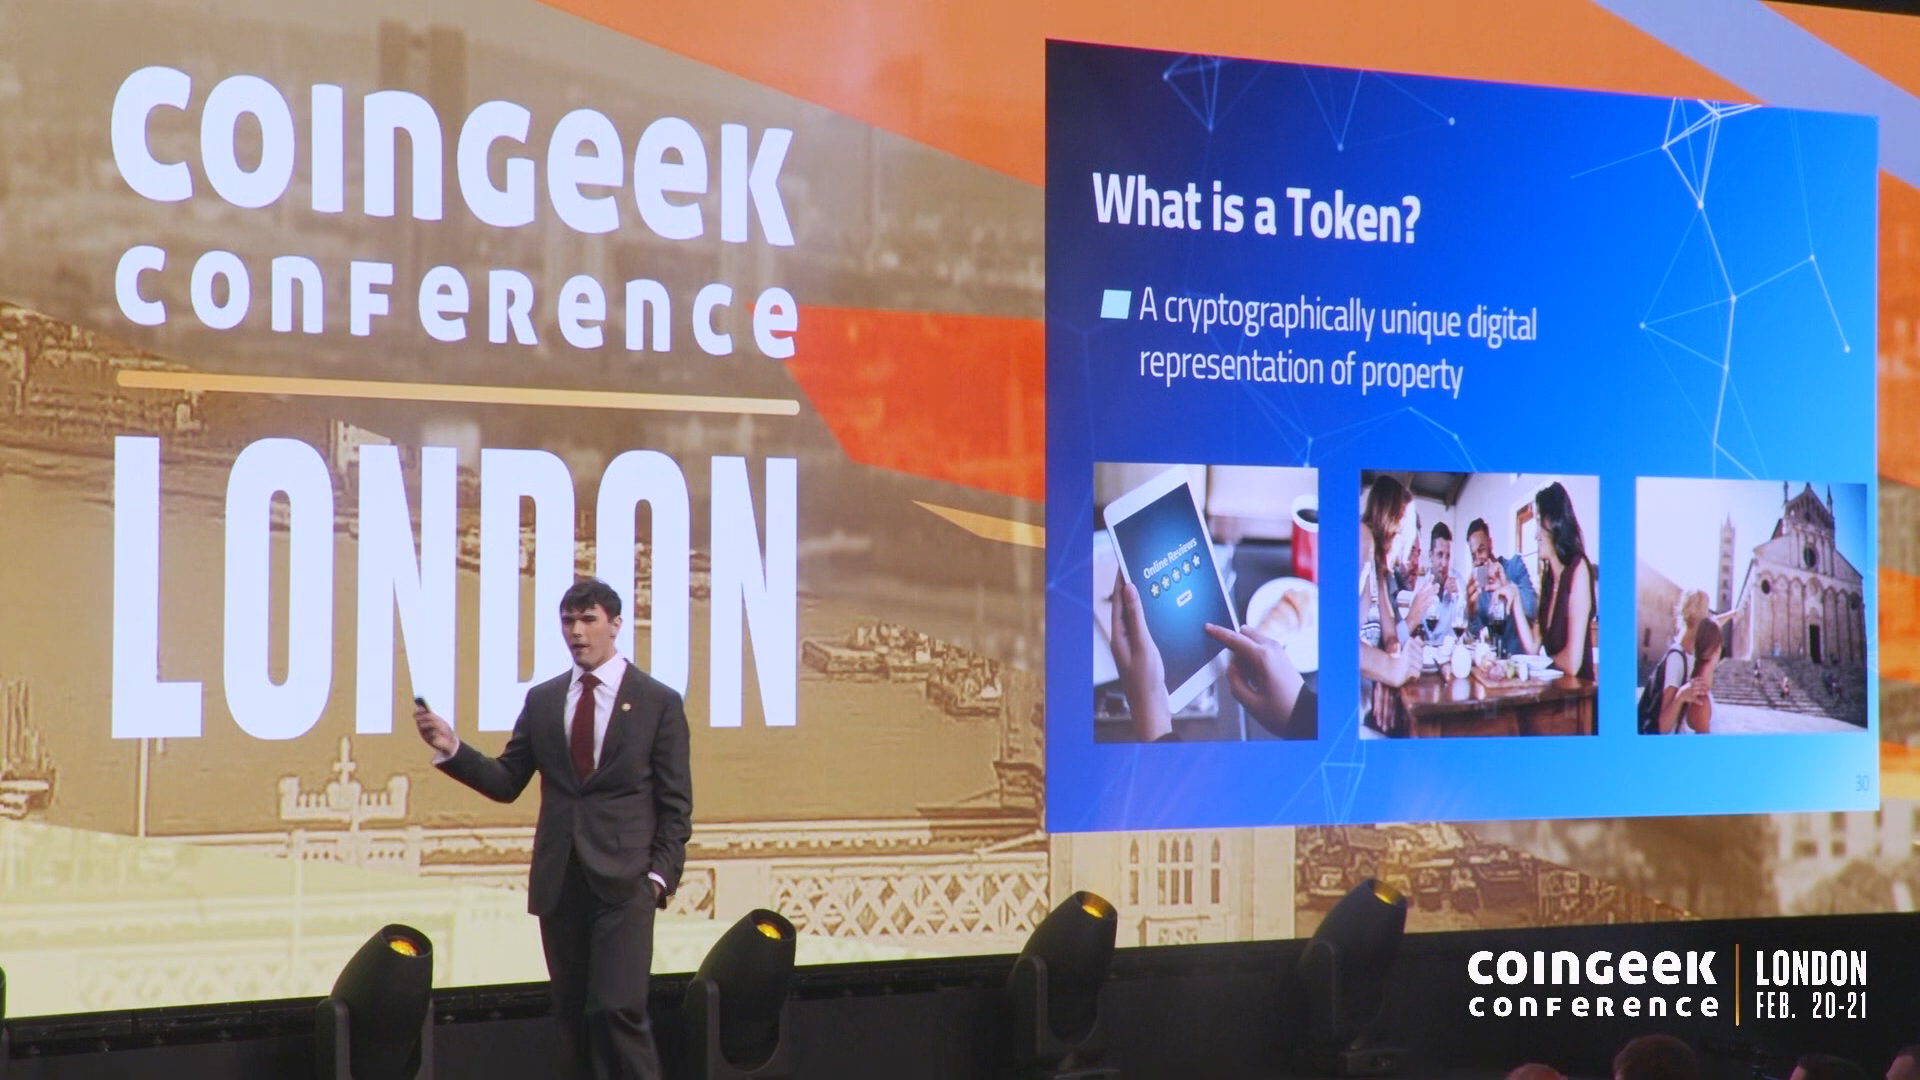 COINGEEK
CONFERENCE
LONDON
What is a Token?
A cryptographically unique digital
representation of property
Online Reviews
30
COINGEEK
CONFERENCE
LONDON
FEB. 20-21